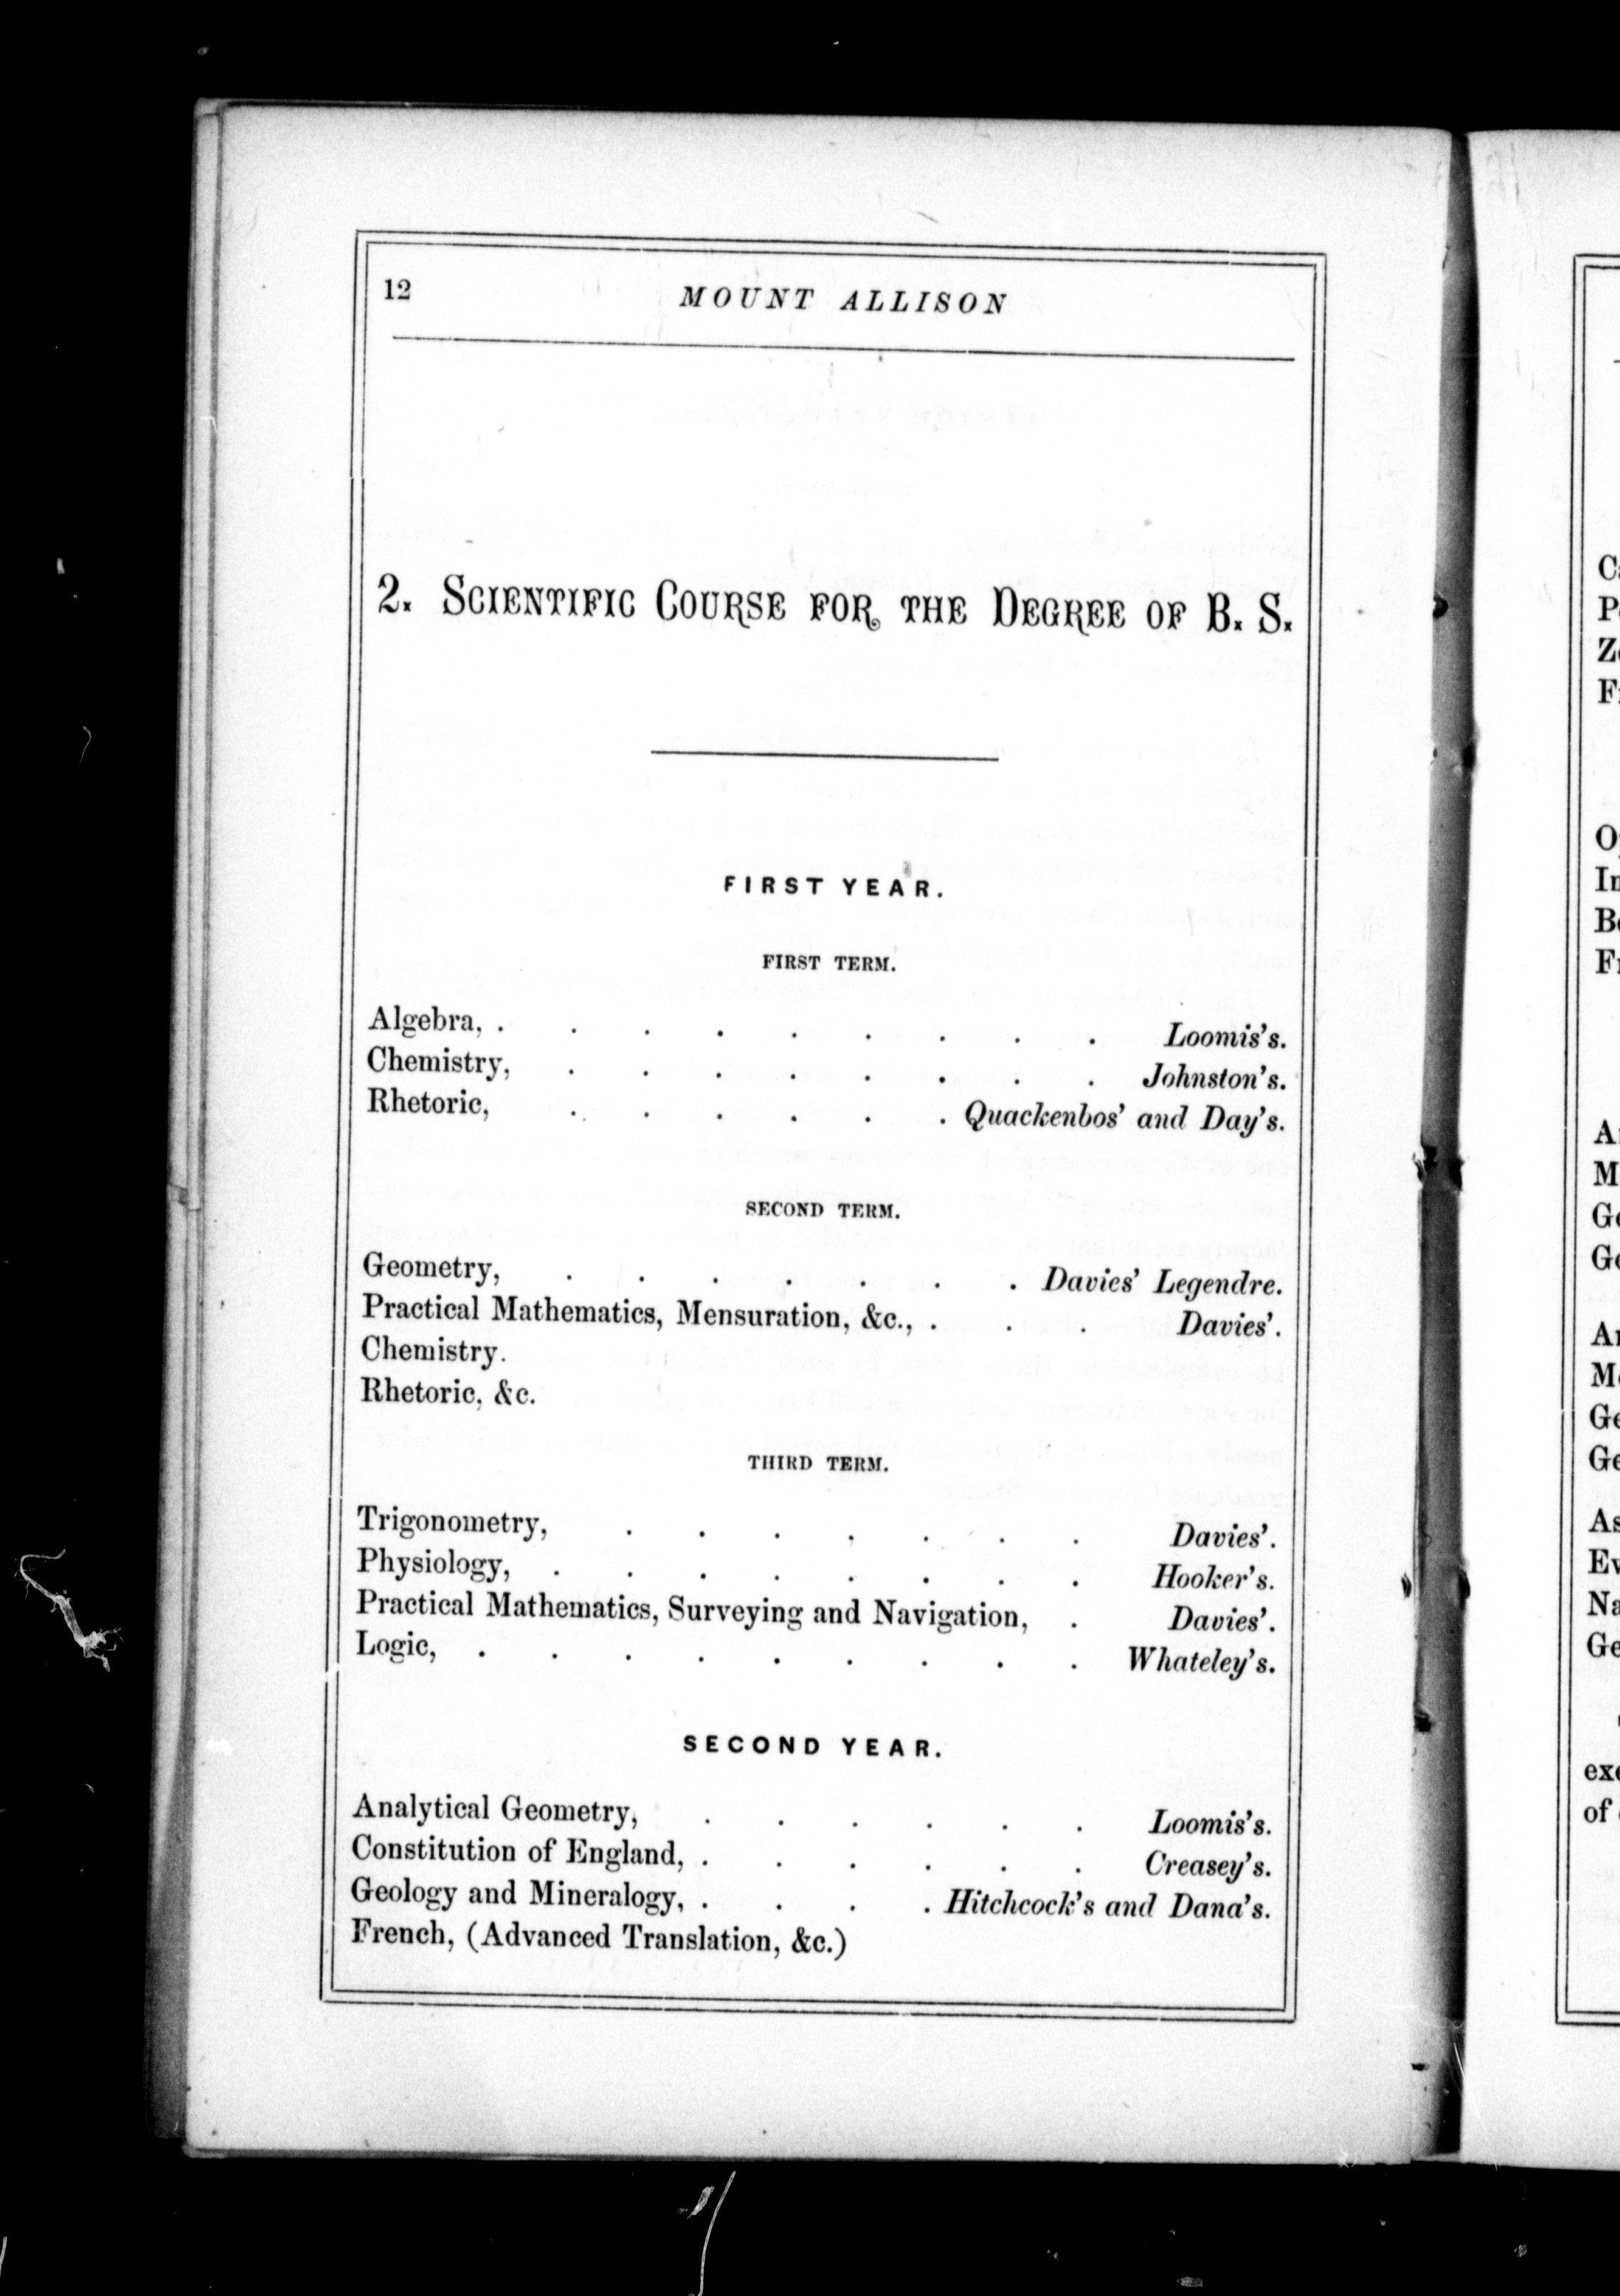 12
MOUNT ALLISON
2. SCIENTIFIC COURSE FOR THE DEGREE OF B. S.
FIRST YEAR.
FIRST TERM.
Algebra, . . . . . . . . . Loomis's.
Chemistry, . . . . . . . . Johnston's.
Rhetoric, . . . . . . Quackenbos' and Day's.
SECOND TERM.
Geometry, . . . . . . . Davies' Legendre.
Practical Mathematics, Mensuration, &c., . . . Davies'.
Chemistry.
Rhetoric, &c.
THIRD TERM.
Trigonometry, . . . . . . . Davies'.
Physiology, . . . . . . . . Hooker's.
Practical Mathematics, Surveying and Navigation, . Davies'.
Logic, . . . . . . . . . Whateley's.
SECOND YEAR.
Analytical Geometry, . . . . . . Loomis's.
Constitution of England, . . . . . . Creasey's.
Geology and Mineralogy, . . . . Hitchcock's and Dana's.
French, (Advanced Translation, &c.)